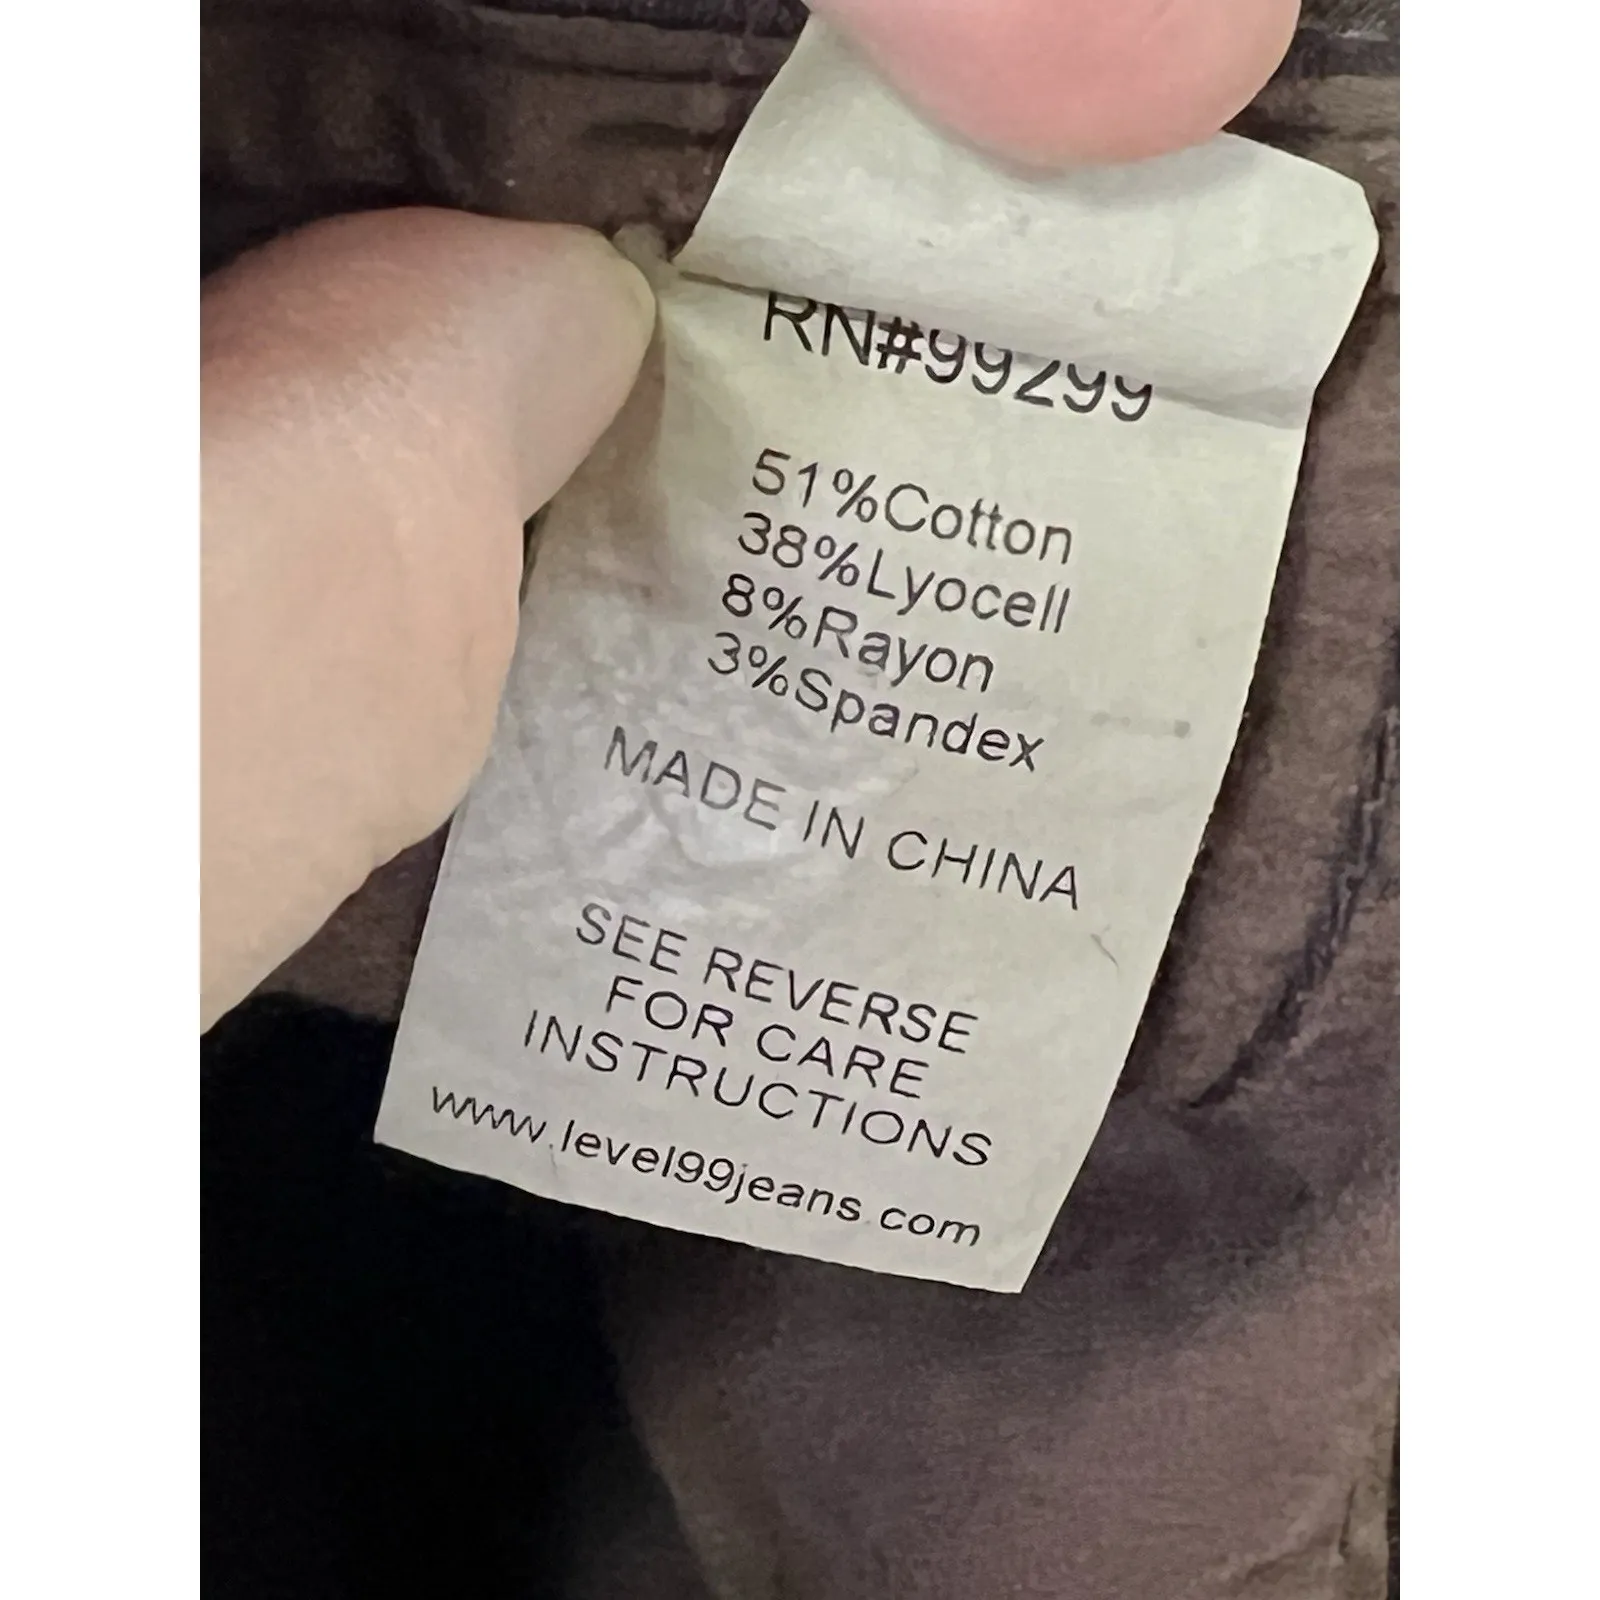 RN#99299
51%Cotton
38%Lyocell
8%Rayon
3%Spandex
MADE IN CHINA
SEE REVERSE
FOR CARE
INSTRUCTIONS
www.level99jeans.com